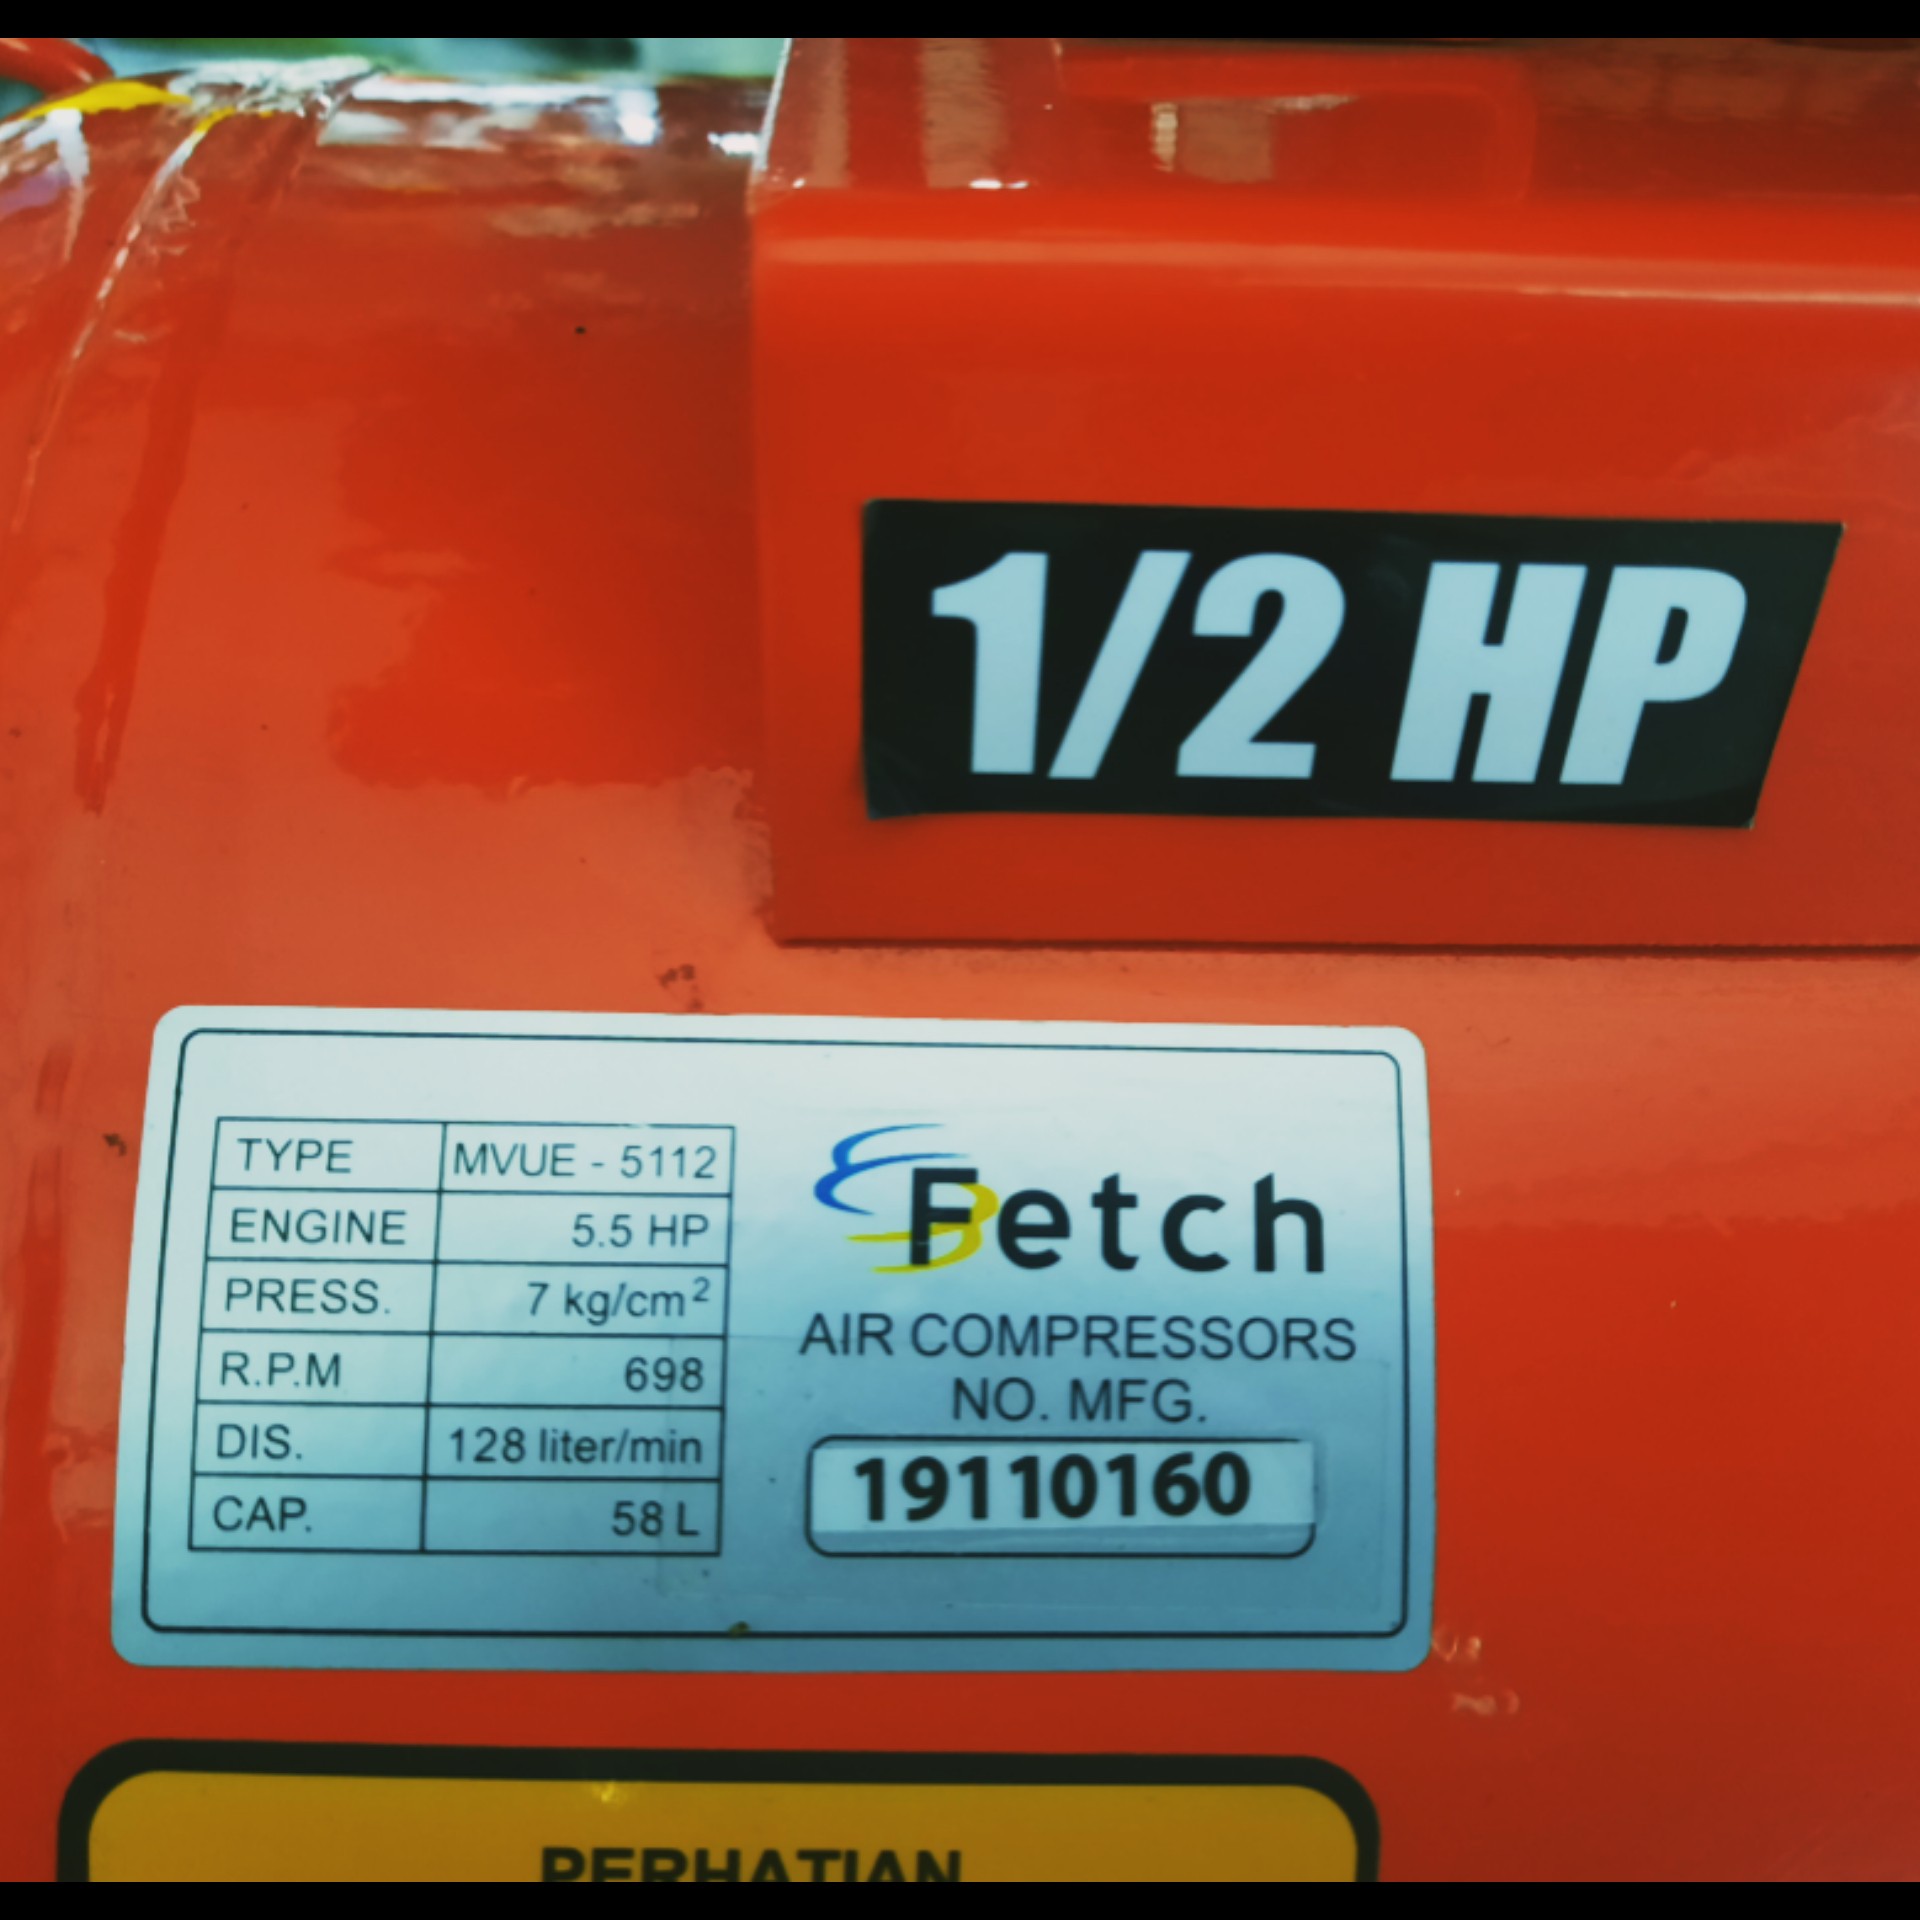 1/2 HP
TYPE MVUE - 5112
ENGINE 5.5 HP
PRESS. 7 kg/cm²
R.P.M 698
DIS. 128 liter/min
CAP. 58 L
Fetch
AIR COMPRESSORS
NO. MFG.
19110160
PERHATIAN